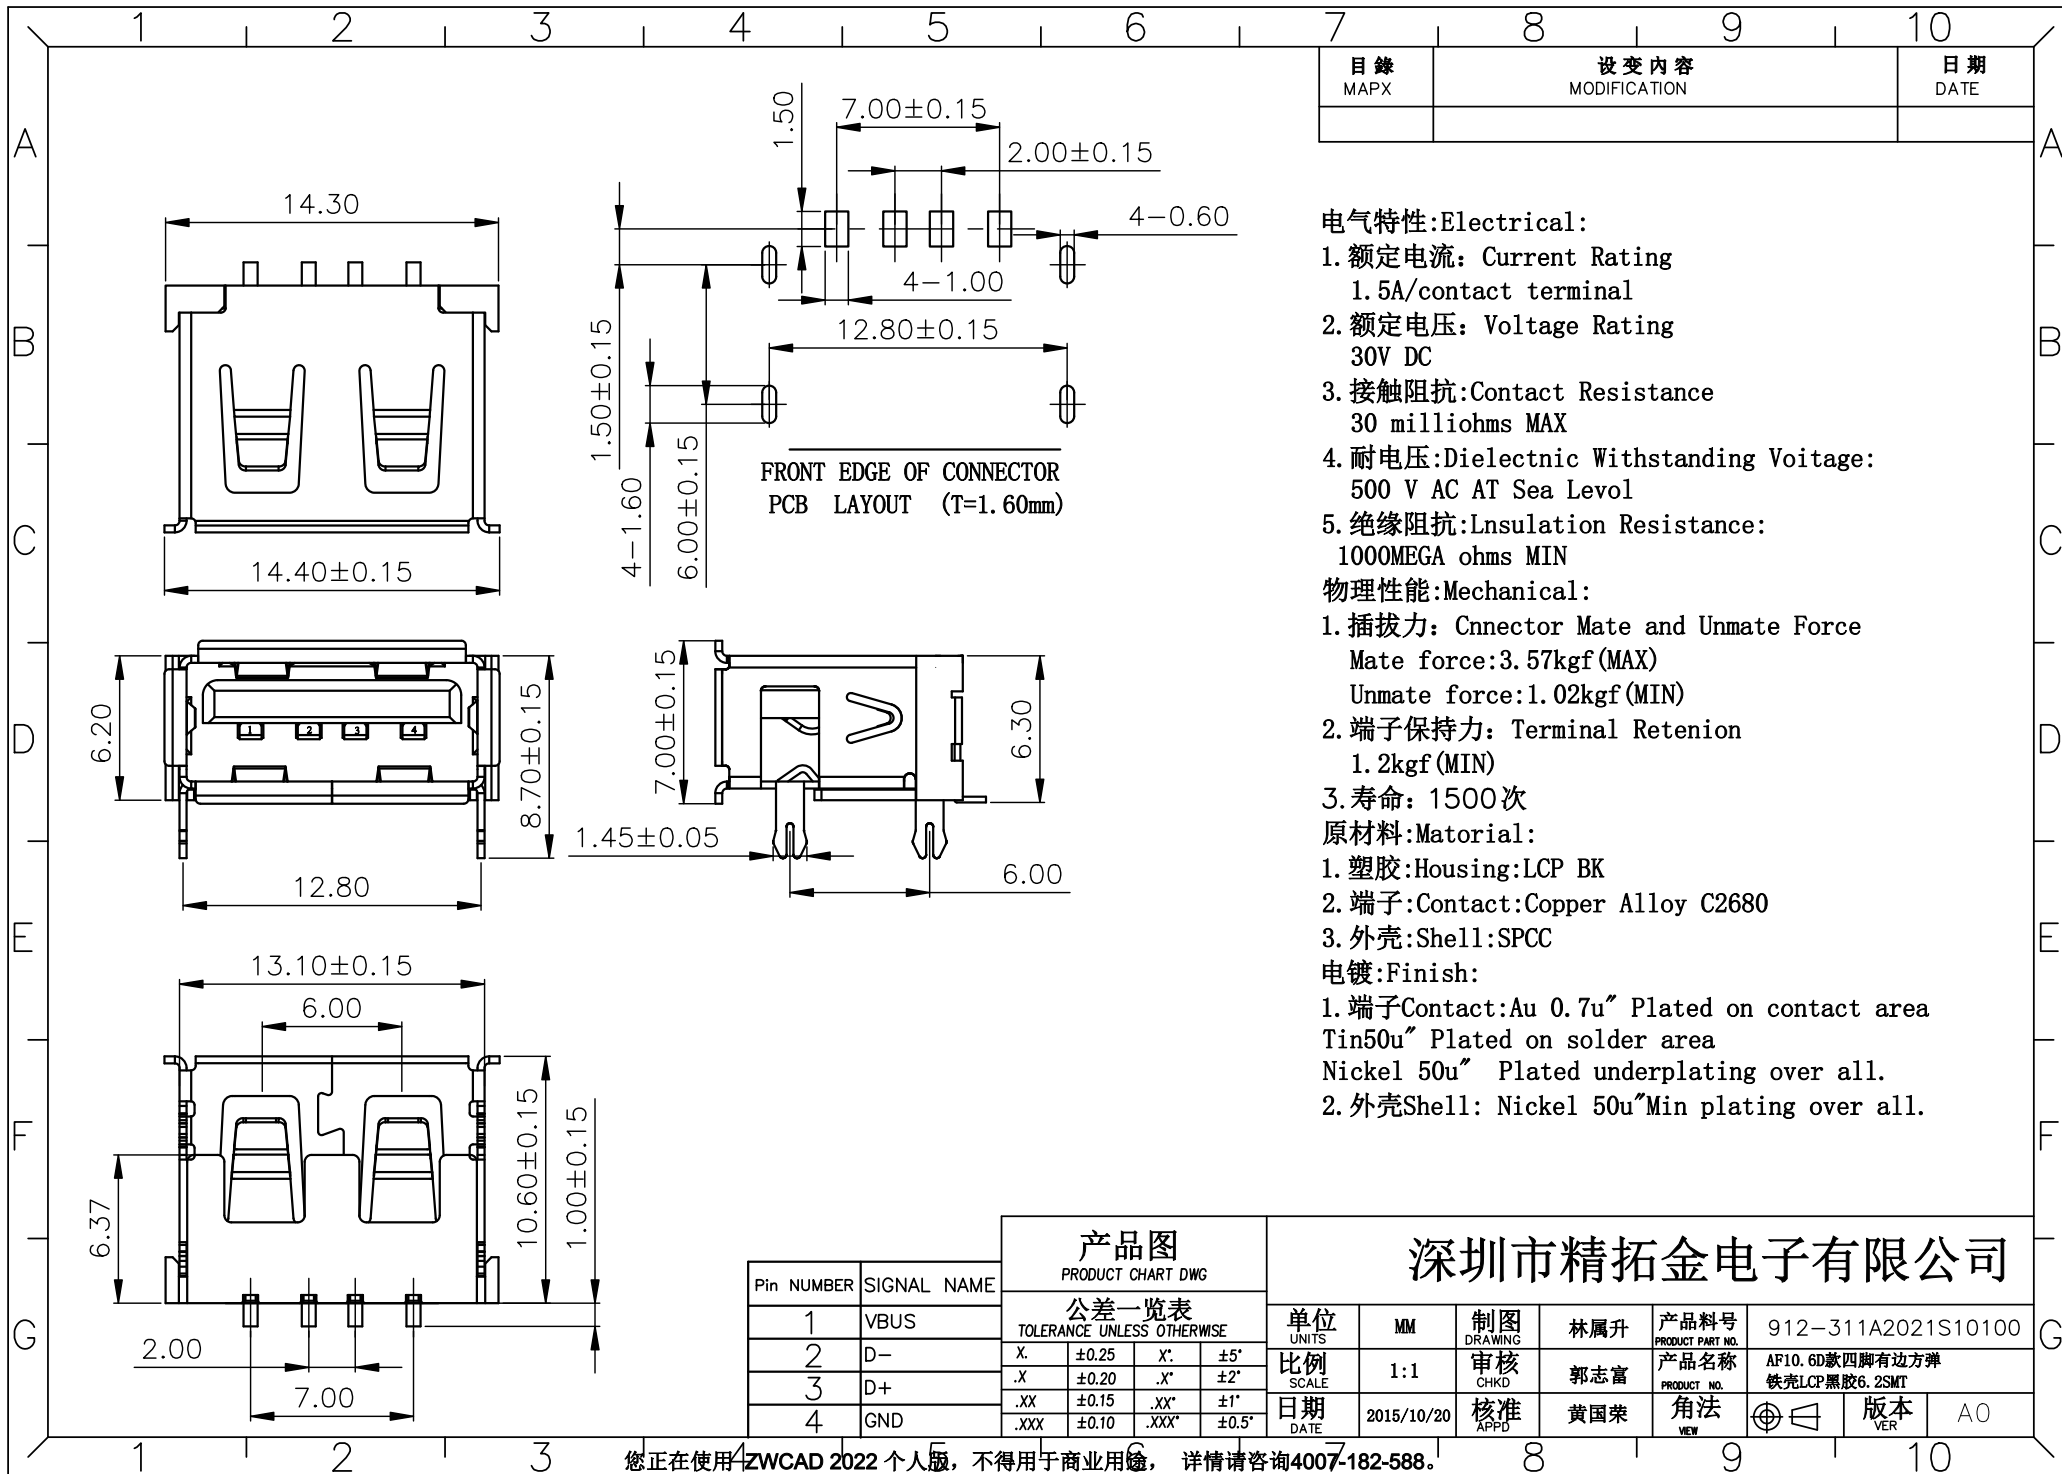 1 2 3 4 5 6 7 8 9 10
目錄 设变内容 日期
MAPX MODIFICATION DATE
A A
B B
C C
D D
E E
F F
G G
14.30
14.40±0.15
1.50
7.00±0.15
2.00±0.15
4-0.60
4-1.00
12.80±0.15
1.50±0.15
4-1.60
6.00±0.15
FRONT EDGE OF CONNECTOR
PCB LAYOUT (T=1.60mm)
6.20
1 2 3 4
8.70±0.15
12.80
7.00±0.15
6.30
1.45±0.05
6.00
13.10±0.15
6.00
6.37
10.60±0.15
1.00±0.15
2.00
7.00
电气特性:Electrical:
1.额定电流: Current Rating
1.5A/contact terminal
2.额定电压: Voltage Rating
30V DC
3.接触阻抗:Contact Resistance
30 milliohms MAX
4.耐电压:Dielectnic Withstanding Voitage:
500 V AC AT Sea Levol
5.绝缘阻抗:Lnsulation Resistance:
1000MEGA ohms MIN
物理性能:Mechanical:
1.插拔力: Cnnector Mate and Unmate Force
Mate force:3.57kgf(MAX)
Unmate force:1.02kgf(MIN)
2.端子保持力: Terminal Retenion
1.2kgf(MIN)
3.寿命: 1500次
原材料:Matorial:
1.塑胶:Housing:LCP BK
2.端子:Contact:Copper Alloy C2680
3.外壳:Shell:SPCC
电镀:Finish:
1.端子Contact:Au 0.7u″ Plated on contact area
Tin50u″ Plated on solder area
Nickel 50u″ Plated underplating over all.
2.外壳Shell: Nickel 50u″Min plating over all.
Pin NUMBER SIGNAL NAME
1 VBUS
2 D-
3 D+
4 GND
产品图
PRODUCT CHART DWG
公差一览表
TOLERANCE UNLESS OTHERWISE
X. ±0.25 X°. ±5°
.X ±0.20 .X° ±2°
.XX ±0.15 .XX° ±1°
.XXX ±0.10 .XXX° ±0.5°
深圳市精拓金电子有限公司
单位 MM 制图 林属升 产品料号 912-311A2021S10100
UNITS DRAWING PRODUCT PART NO.
比例 1:1 审核 郭志富 产品名称 AF10.6D款四脚有边方弹
SCALE CHKD PRODUCT NO. 铁壳LCP黑胶6.2SMT
日期 2015/10/20 核准 黄国荣 角法 版本 A0
DATE APPD VIEW VER
1 2 3 4 5 6 7 8 9 10
您正在使用 ZWCAD 2022 个人版，不得用于商业用途， 详情请咨询4007-182-588。